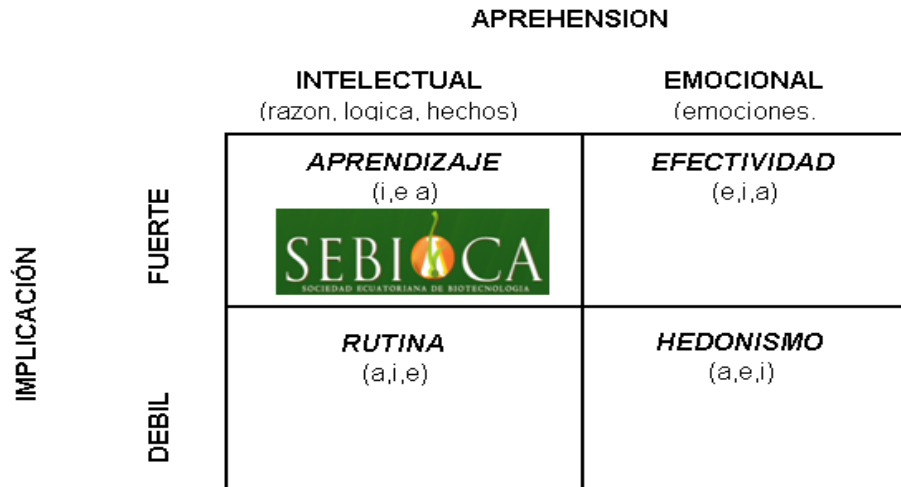 APREHENSION
INTELECTUAL EMOCIONAL
(razon, logica, hechos) (emociones.
APRENDIZAJE EFECTIVIDAD
(i,e a) (e,i,a)
SEBIOCA
SOCIEDAD ECUATORIANA DE BIOTECNOLOGIA
FUERTE
IMPLICACIÓN
RUTINA HEDONISMO
(a,i,e) (a,e,i)
DEBIL